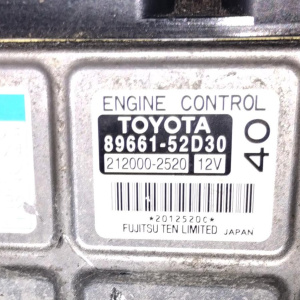 ENGINE CONTROL
TOYOTA
89661-52D30
212000-2520 12V
40
*2012520C*
FUJITSU TEN LIMITED JAPAN